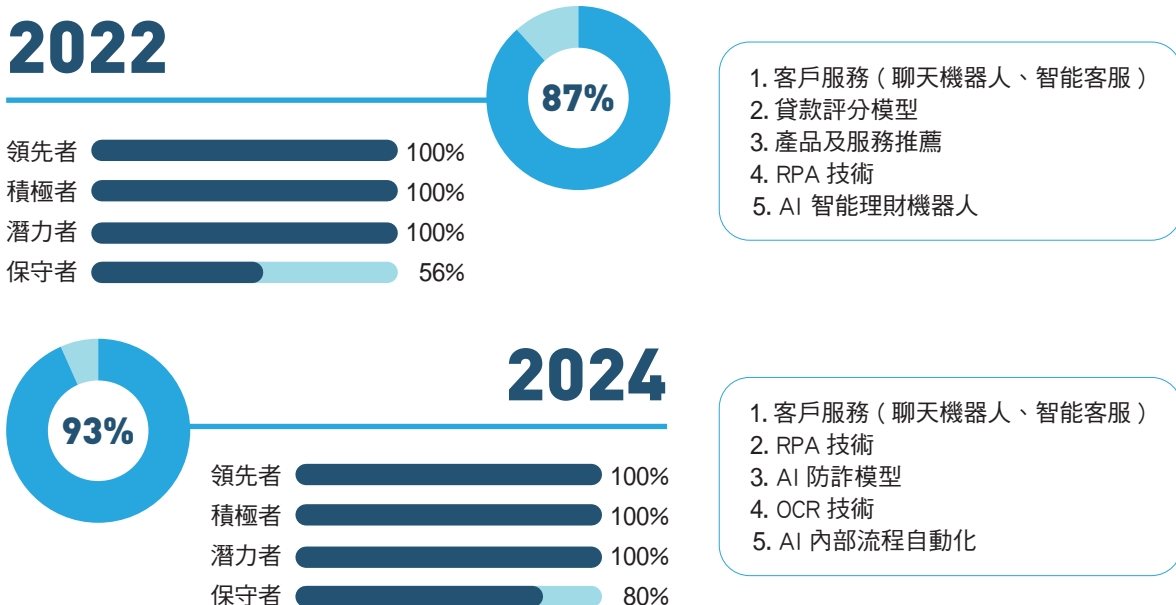 2022
87%
領先者 100%
積極者 100%
潛力者 100%
保守者 56%
1. 客戶服務 ( 聊天機器人、智能客服 )
2. 貸款評分模型
3. 產品及服務推薦
4. RPA 技術
5. AI 智能理財機器人
2024
93%
領先者 100%
積極者 100%
潛力者 100%
保守者 80%
1. 客戶服務 ( 聊天機器人、智能客服 )
2. RPA 技術
3. AI 防詐模型
4. OCR 技術
5. AI 內部流程自動化